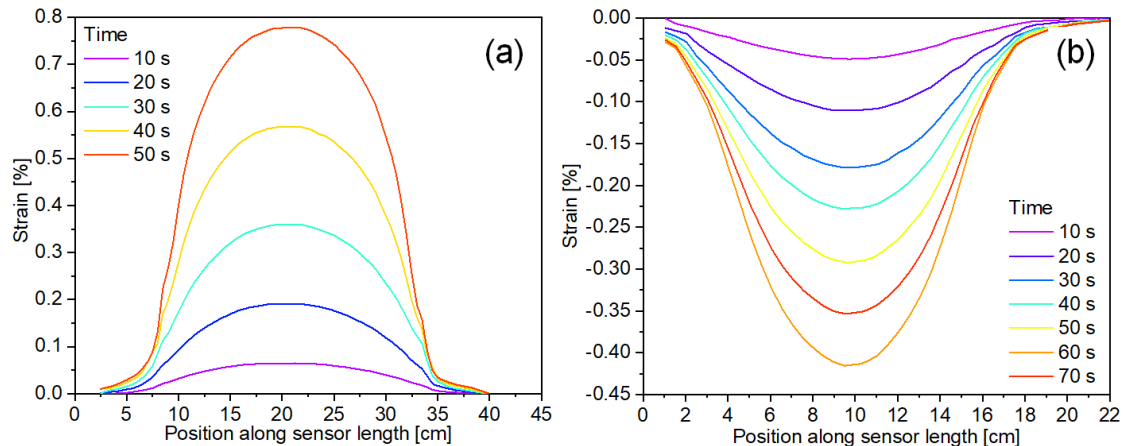 (a)
Time
10 s
20 s
30 s
40 s
50 s
0.8
0.7
0.6
0.5
0.4
0.3
0.2
0.1
0.0
Strain [%]
0 5 10 15 20 25 30 35 40 45
Position along sensor length [cm]
(b)
0.00
-0.05
-0.10
-0.15
-0.20
-0.25
-0.30
-0.35
-0.40
-0.45
Strain [%]
Time
10 s
20 s
30 s
40 s
50 s
60 s
70 s
0 2 4 6 8 10 12 14 16 18 20 22
Position along sensor length [cm]